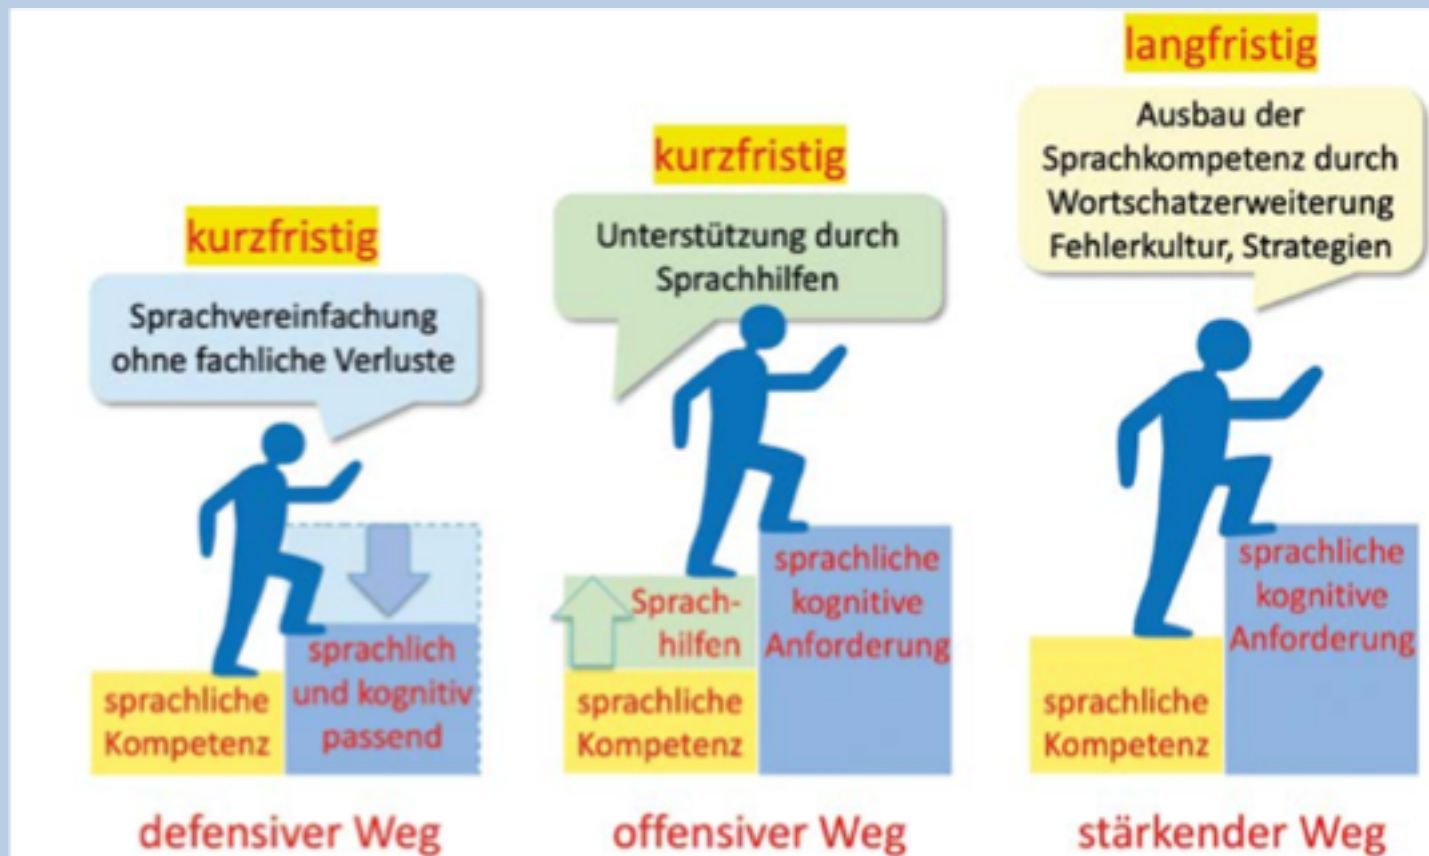 kurzfristig
Sprachvereinfachung
ohne fachliche Verluste
sprachliche
Kompetenz
sprachlich
und kognitiv
passend
defensiver Weg
kurzfristig
Unterstützung durch
Sprachhilfen
Sprach-
hilfen
sprachliche
Kompetenz
sprachliche
kognitive
Anforderung
offensiver Weg
langfristig
Ausbau der
Sprachkompetenz durch
Wortschatzerweiterung
Fehlerkultur, Strategien
sprachliche
Kompetenz
sprachliche
kognitive
Anforderung
stärkender Weg